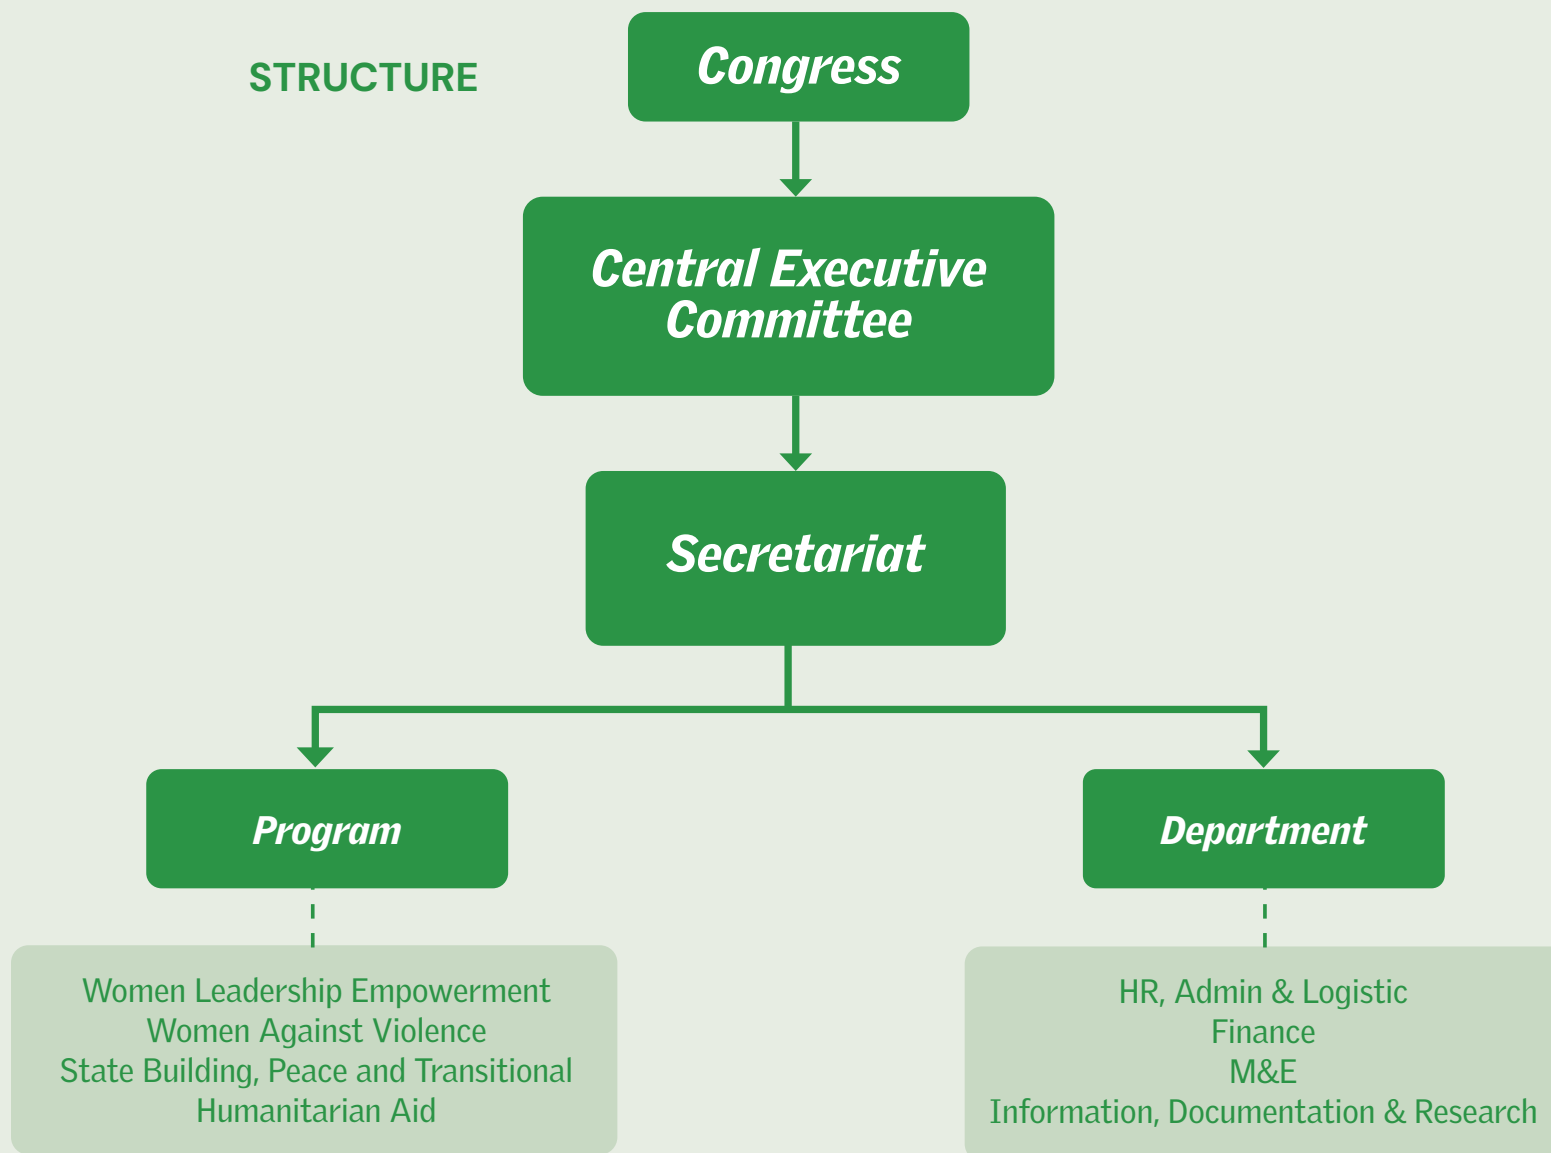 STRUCTURE
Congress
Central Executive
Committee
Secretariat
Program
Department
Women Leadership Empowerment
Women Against Violence
State Building, Peace and Transitional
Humanitarian Aid
HR, Admin & Logistic
Finance
M&E
Information, Documentation & Research